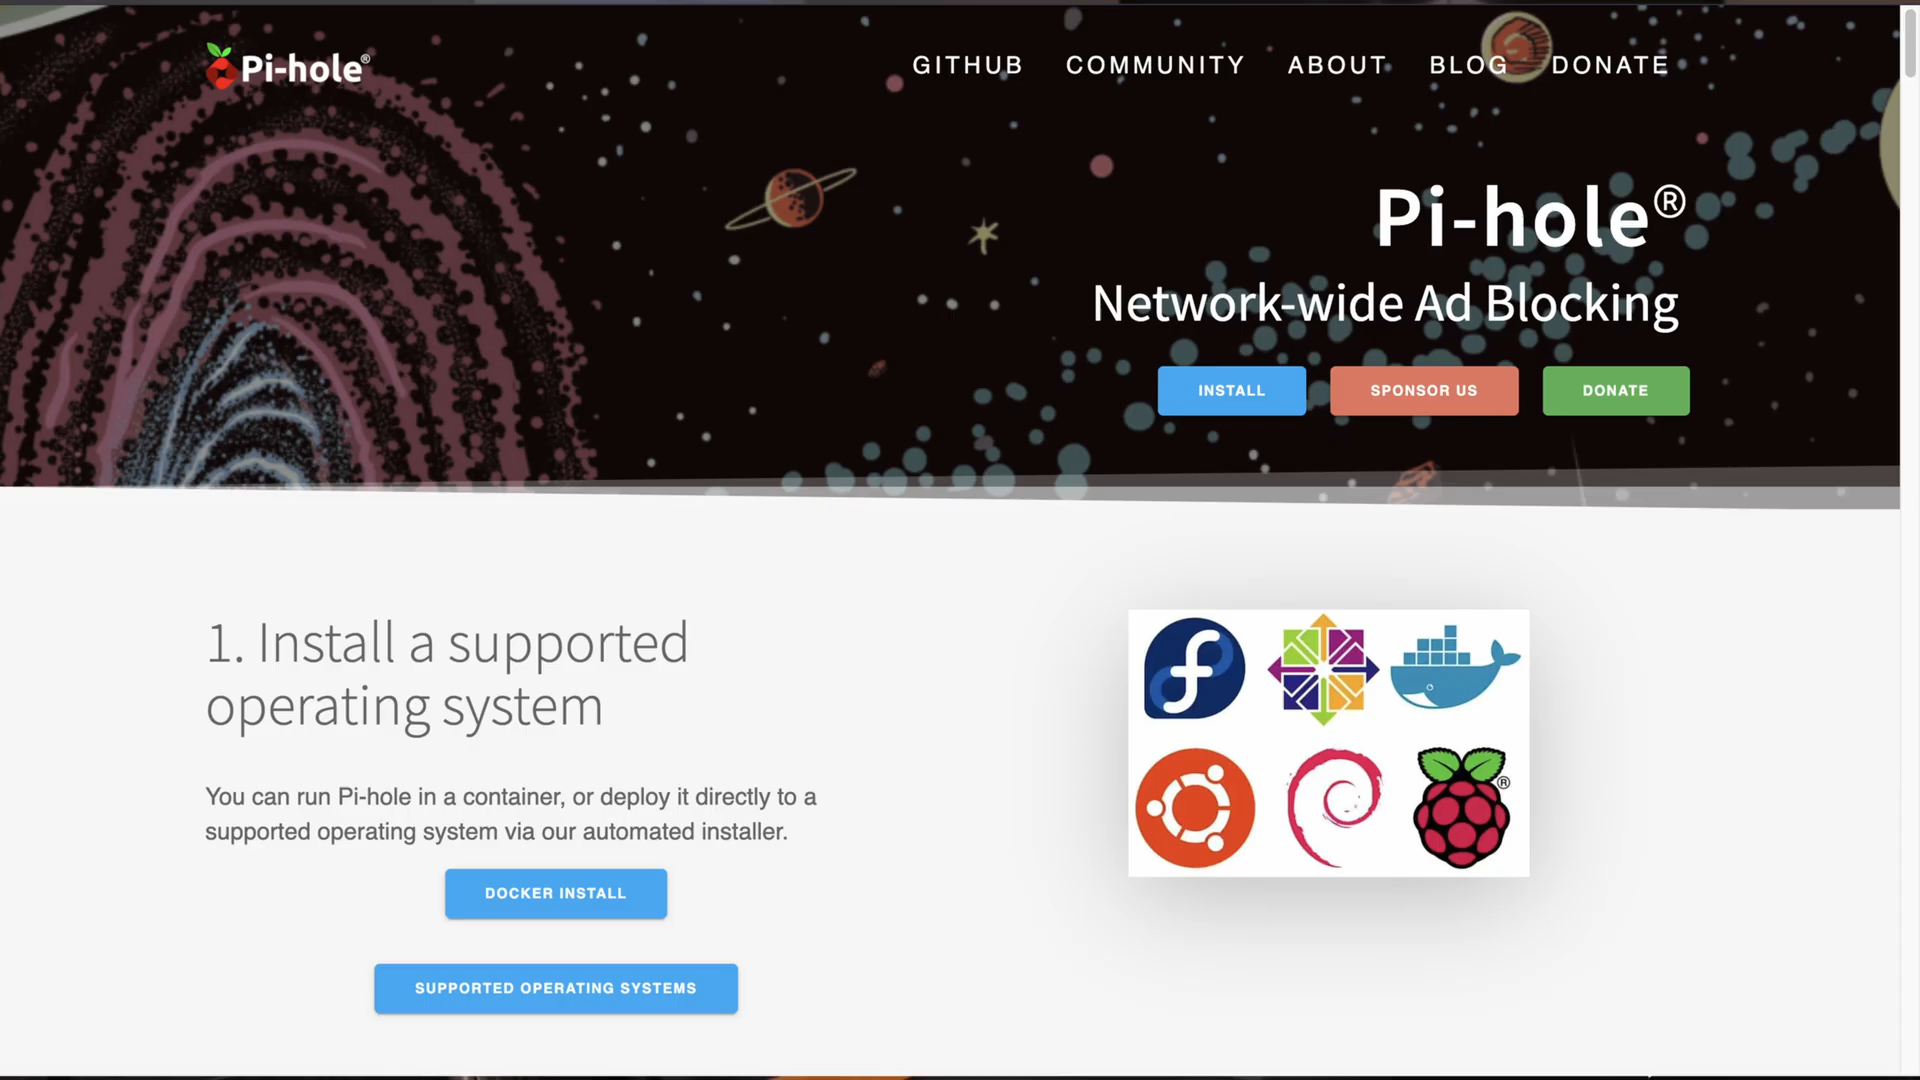 Pi-hole®
GITHUB COMMUNITY ABOUT BLOG DONATE
Pi-hole®
Network-wide Ad Blocking
INSTALL SPONSOR US DONATE
1. Install a supported
operating system
You can run Pi-hole in a container, or deploy it directly to a
supported operating system via our automated installer.
DOCKER INSTALL
SUPPORTED OPERATING SYSTEMS
®